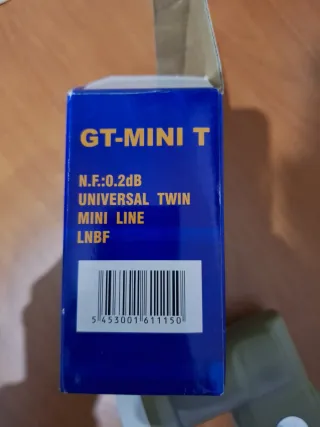 GT-MINI T
N.F.:0.2dB
UNIVERSAL TWIN
MINI LINE
LNBF
5 453001 611150